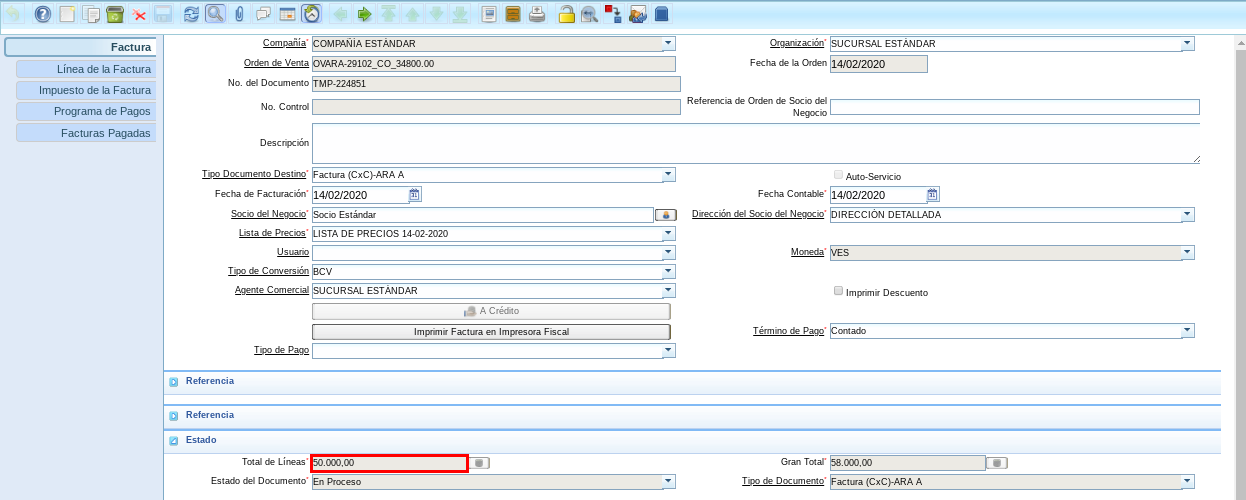 Factura
Línea de la Factura
Impuesto de la Factura
Programa de Pagos
Facturas Pagadas
Compañía* COMPAÑÍA ESTÁNDAR Organización* SUCURSAL ESTÁNDAR
Orden de Venta OVARA-29102_CO_34800.00 Fecha de la Orden 14/02/2020
No. del Documento TMP-224851
No. Control Referencia de Orden de Socio del Negocio
Descripción
Tipo Documento Destino* Factura (CxC)-ARA A Auto-Servicio
Fecha de Facturación* 14/02/2020 31 Fecha Contable* 14/02/2020 31
Socio del Negocio* Socio Estándar Dirección del Socio del Negocio* DIRECCIÓN DETALLADA
Lista de Precios* LISTA DE PRECIOS 14-02-2020
Usuario Moneda* VES
Tipo de Conversión BCV
Agente Comercial SUCURSAL ESTÁNDAR Imprimir Descuento
A Crédito
Imprimir Factura en Impresora Fiscal Término de Pago* Contado
Tipo de Pago
Referencia
Referencia
Estado
Total de Líneas* 50.000,00 Gran Total* 58.000,00
Estado del Documento* En Proceso Tipo de Documento* Factura (CxC)-ARA A